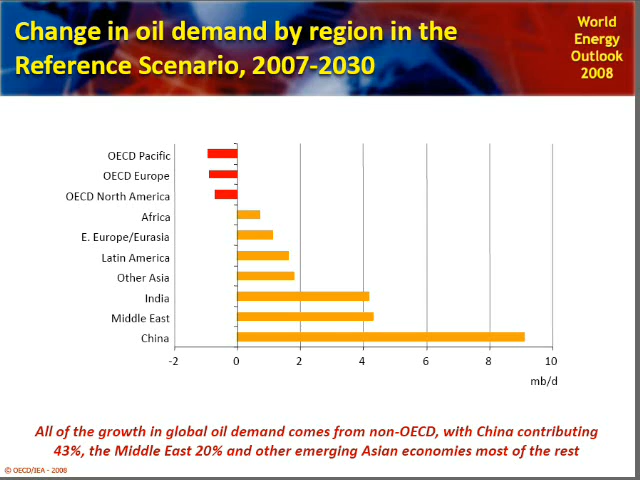 Change in oil demand by region in the
Reference Scenario, 2007-2030
World
Energy
Outlook
2008
OECD Pacific
OECD Europe
OECD North America
Africa
E. Europe/Eurasia
Latin America
Other Asia
India
Middle East
China
-2 0 2 4 6 8 10
mb/d
All of the growth in global oil demand comes from non-OECD, with China contributing
43%, the Middle East 20% and other emerging Asian economies most of the rest
© OECD/IEA - 2008